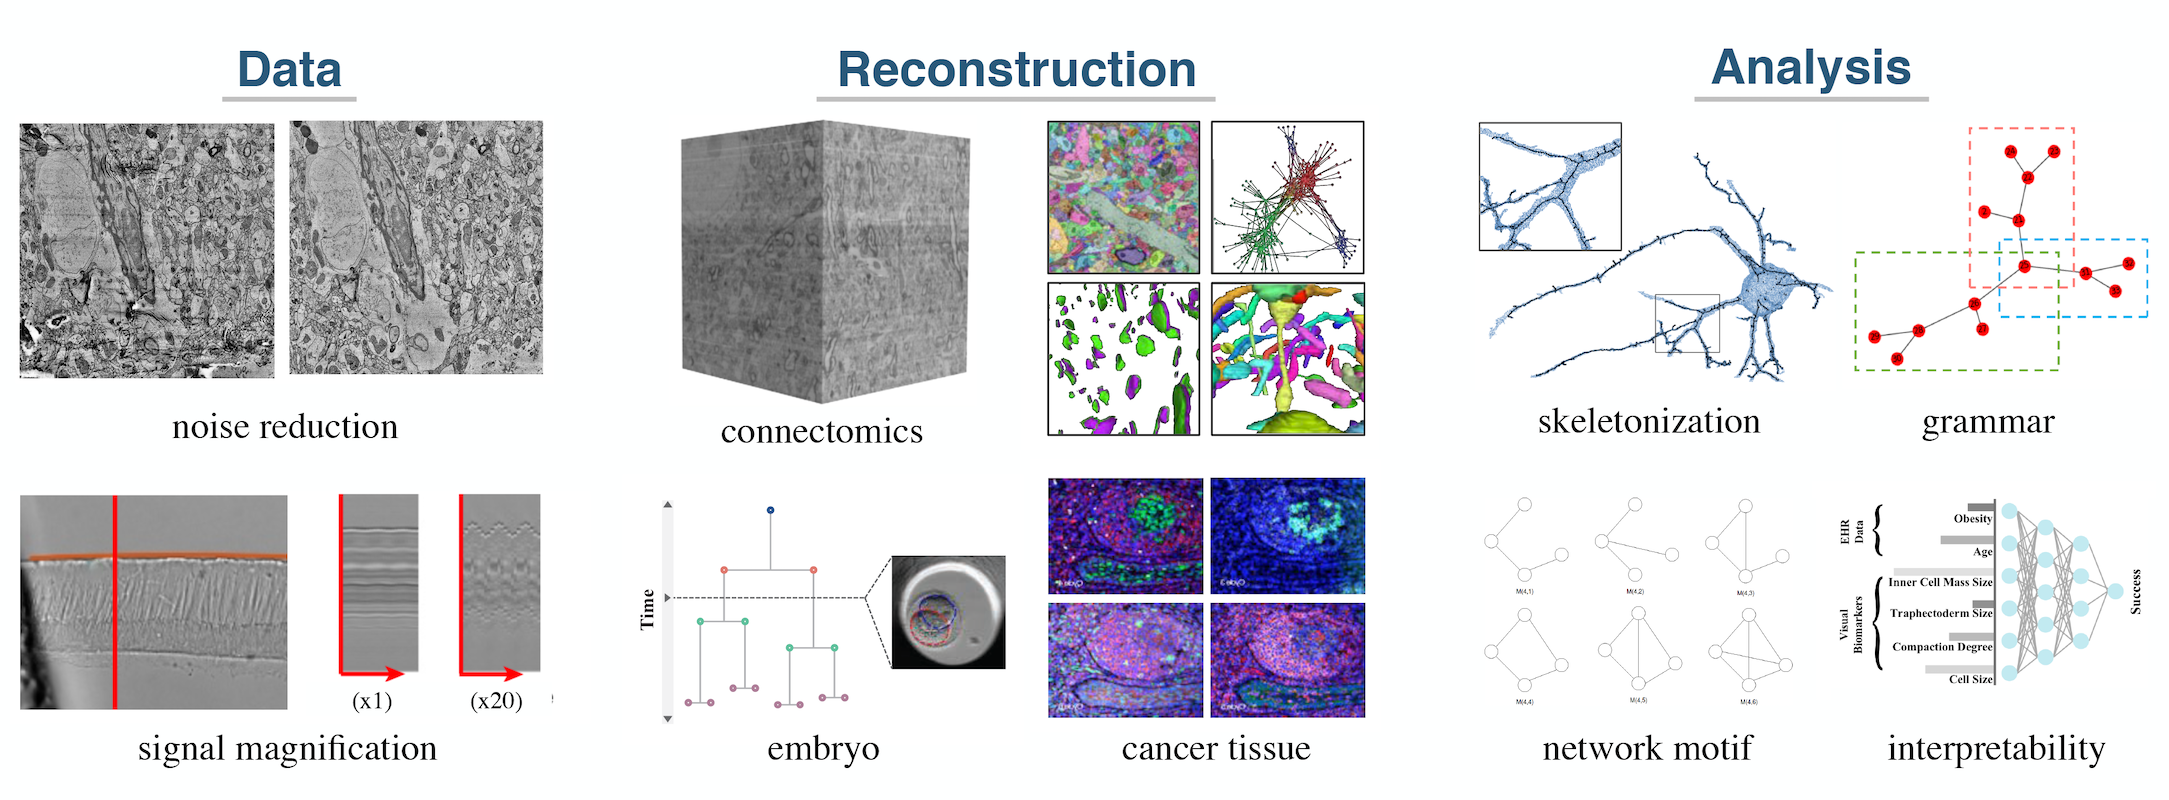 Data
Reconstruction
Analysis
noise reduction
connectomics
skeletonization
grammar
(x1)
(x20)
signal magnification
Time
embryo
cancer tissue
M(4,1)
M(4,2)
M(4,3)
M(4,4)
M(4,5)
M(4,6)
network motif
EHR
Data
Visual
Biomarkers
Obesity
Age
Inner Cell Mass Size
Traphectoderm Size
Compaction Degree
Cell Size
Success
interpretability